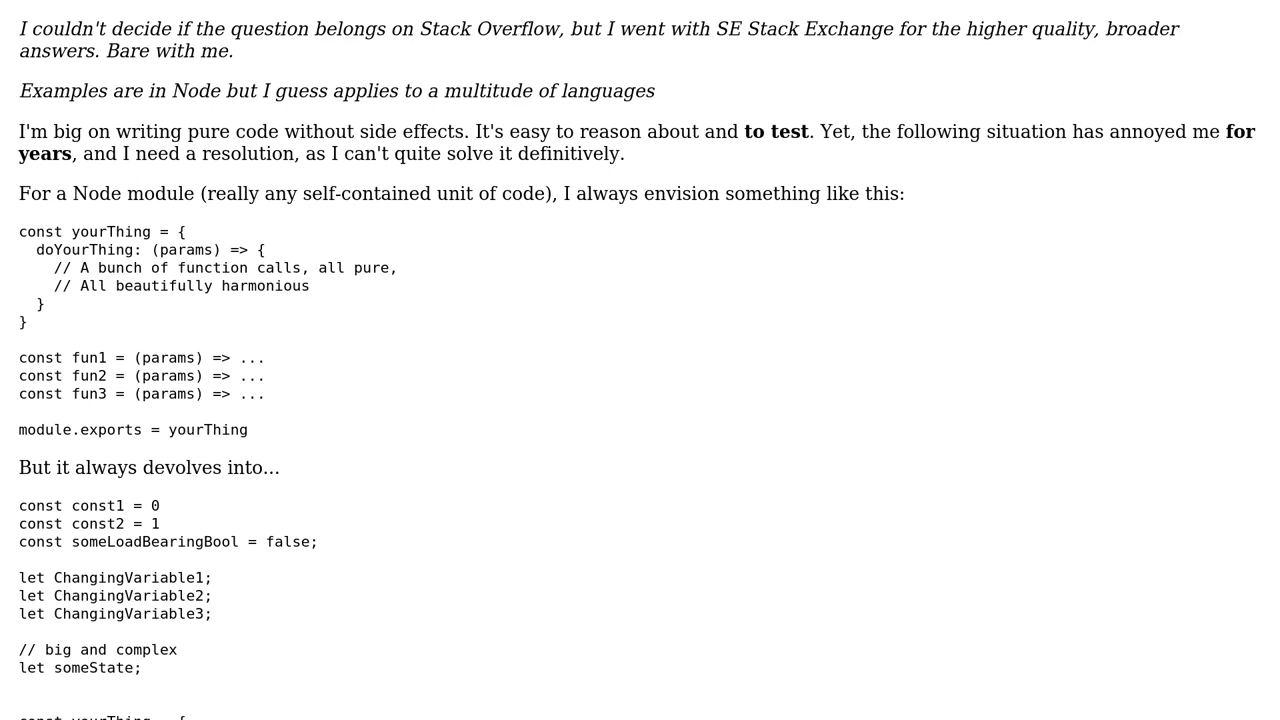 I couldn't decide if the question belongs on Stack Overflow, but I went with SE Stack Exchange for the higher quality, broader
answers. Bare with me.
Examples are in Node but I guess applies to a multitude of languages
I'm big on writing pure code without side effects. It's easy to reason about and to test. Yet, the following situation has annoyed me for
years, and I need a resolution, as I can't quite solve it definitively.
For a Node module (really any self-contained unit of code), I always envision something like this:
const yourThing = {
  doYourThing: (params) => {
    // A bunch of function calls, all pure,
    // All beautifully harmonious
  }
}
const fun1 = (params) => ...
const fun2 = (params) => ...
const fun3 = (params) => ...
module.exports = yourThing
But it always devolves into...
const const1 = 0
const const2 = 1
const someLoadBearingBool = false;
let ChangingVariable1;
let ChangingVariable2;
let ChangingVariable3;
// big and complex
let someState;